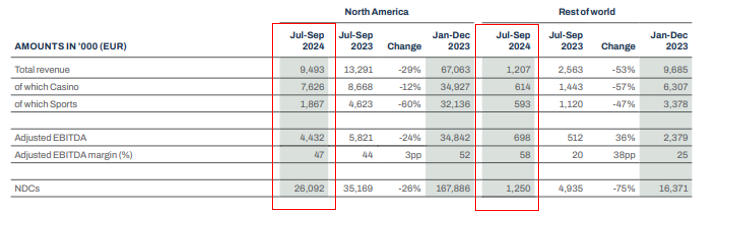 North America Rest of world
Jul-Sep Jul-Sep Jan-Dec Jul-Sep Jul-Sep Jan-Dec
AMOUNTS IN '000 (EUR) 2024 2023 Change 2023 2024 2023 Change 2023
Total revenue 9,493 13,291 -29% 67,063 1,207 2,563 -53% 9,685
of which Casino 7,626 8,668 -12% 34,927 614 1,443 -57% 6,307
of which Sports 1,867 4,623 -60% 32,136 593 1,120 -47% 3,378
Adjusted EBITDA 4,432 5,821 -24% 34,842 698 512 36% 2,379
Adjusted EBITDA margin (%) 47 44 3pp 52 58 20 38pp 25
NDCs 26,092 35,169 -26% 167,886 1,250 4,935 -75% 16,371